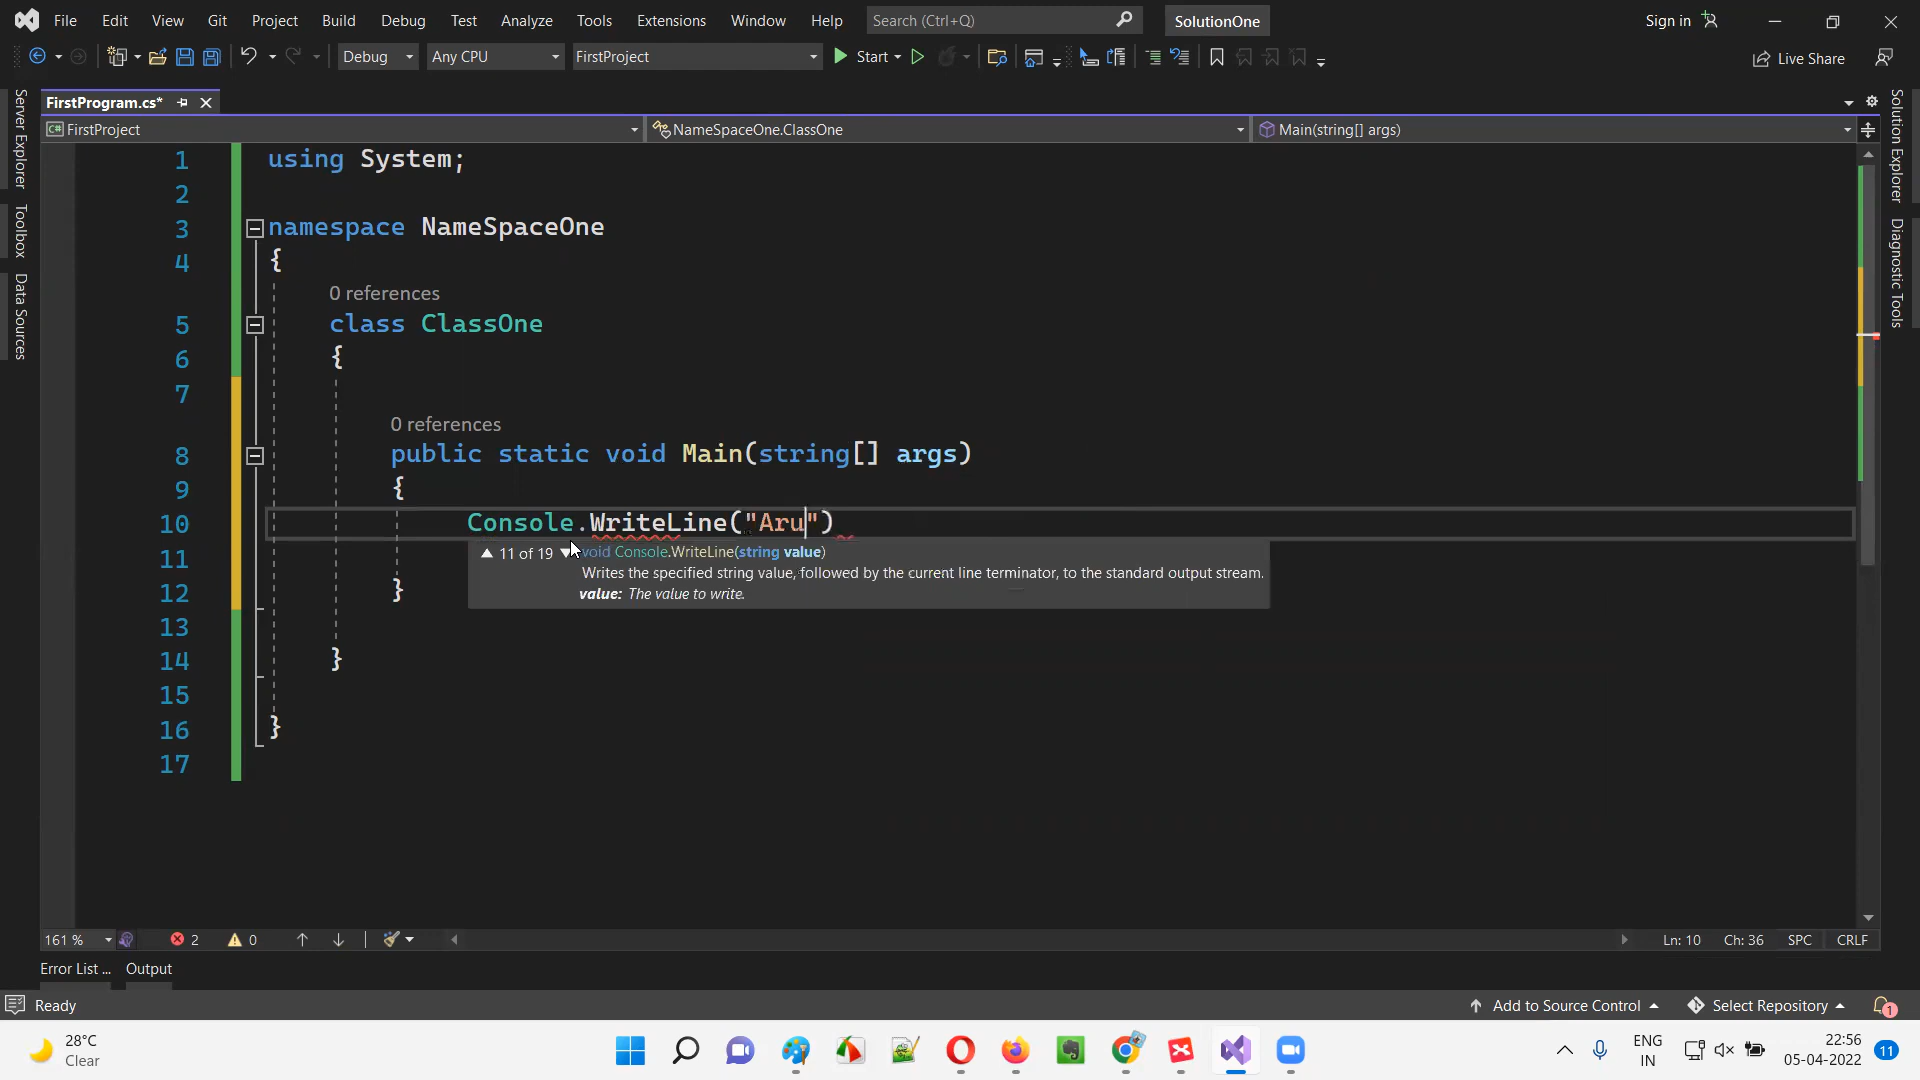 File Edit View Git Project Build Debug Test Analyze Tools Extensions Window Help Search (Ctrl+Q) SolutionOne Sign in
Debug Any CPU FirstProject Start Live Share
Server Explorer
Toolbox
Data Sources
FirstProgram.cs*
C# FirstProject NameSpaceOne.ClassOne Main(string[] args)
1 using System;
2
3 namespace NameSpaceOne
4 {
0 references
5 class ClassOne
6 {
7
0 references
8 public static void Main(string[] args)
9 {
10 Console.WriteLine("Aru")
11 11 of 19 void Console.WriteLine(string value)
Writes the specified string value, followed by the current line terminator, to the standard output stream.
12 } value: The value to write.
13
14 }
15
16 }
17
Solution Explorer
Diagnostic Tools
161 % 2 0 Ln: 10 Ch: 36 SPC CRLF
Error List ... Output
Ready Add to Source Control Select Repository 1
28°C
Clear
ENG
IN
22:56
05-04-2022
11